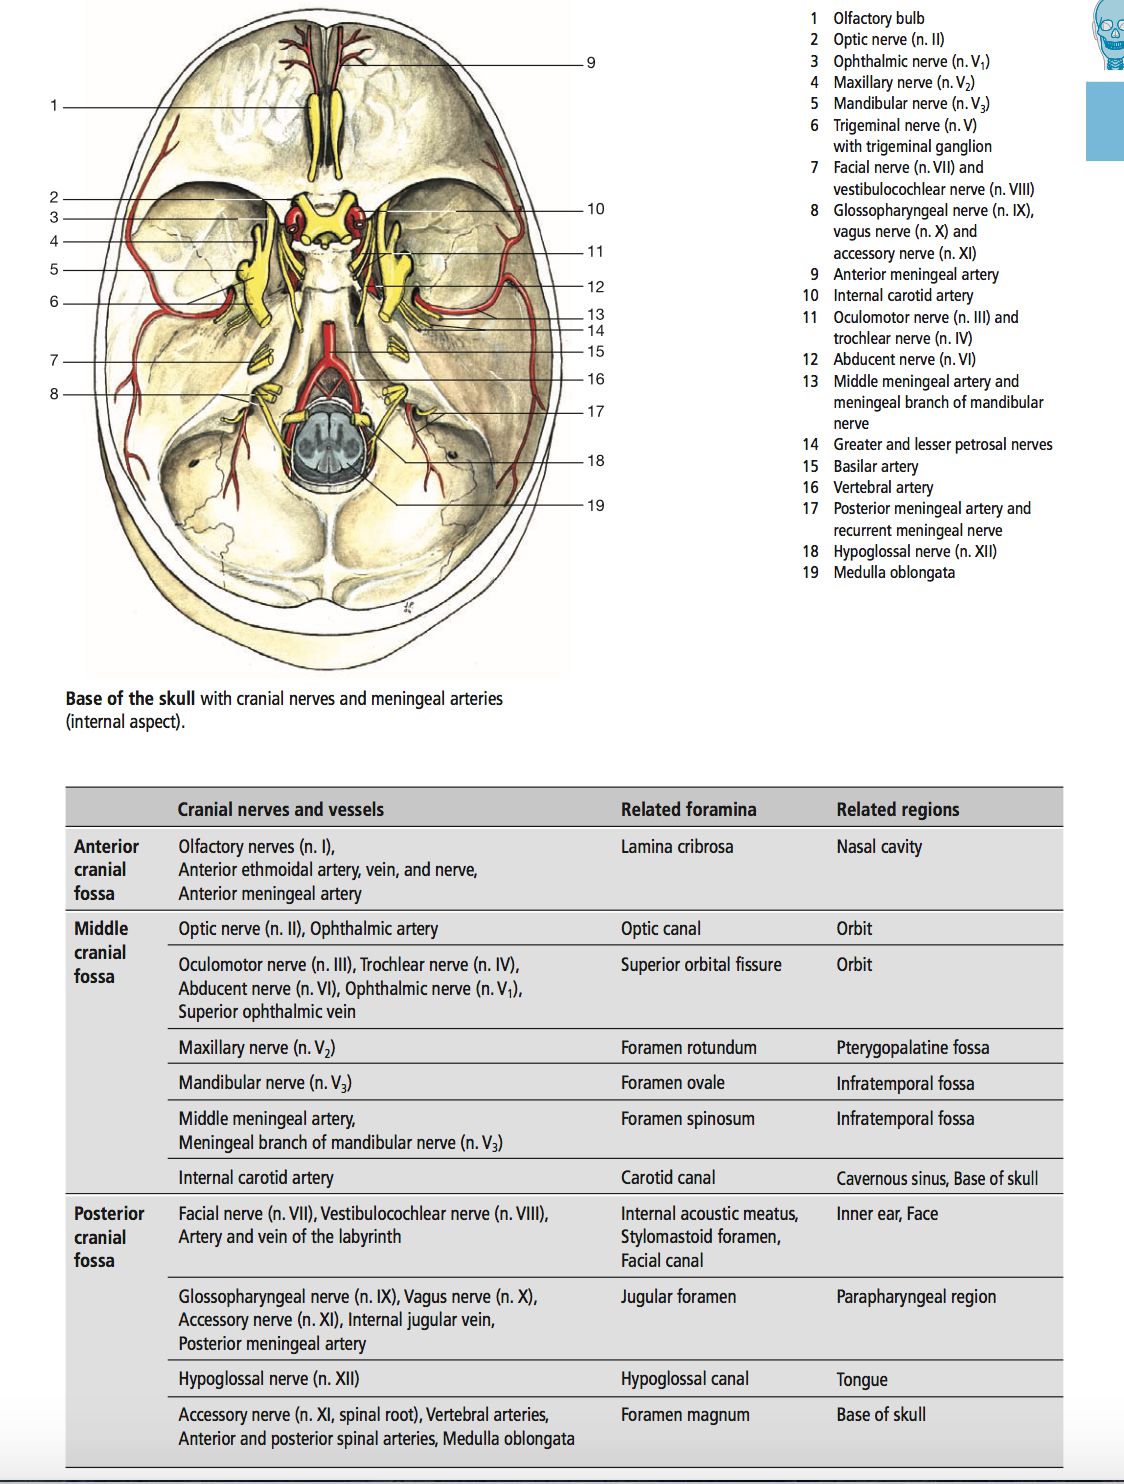 1 Olfactory bulb
2 Optic nerve (n. II)
3 Ophthalmic nerve (n. V₁)
4 Maxillary nerve (n. V₂)
5 Mandibular nerve (n. V₃)
6 Trigeminal nerve (n. V)
with trigeminal ganglion
7 Facial nerve (n. VII) and
vestibulocochlear nerve (n. VIII)
8 Glossopharyngeal nerve (n. IX),
vagus nerve (n. X) and
accessory nerve (n. XI)
9 Anterior meningeal artery
10 Internal carotid artery
11 Oculomotor nerve (n. III) and
trochlear nerve (n. IV)
12 Abducent nerve (n. VI)
13 Middle meningeal artery and
meningeal branch of mandibular
nerve
14 Greater and lesser petrosal nerves
15 Basilar artery
16 Vertebral artery
17 Posterior meningeal artery and
recurrent meningeal nerve
18 Hypoglossal nerve (n. XII)
19 Medulla oblongata
1
2
3
4
5
6
7
8
9
10
11
12
13
14
15
16
17
18
19
Base of the skull with cranial nerves and meningeal arteries
(internal aspect).
Cranial nerves and vessels Related foramina Related regions
Anterior Olfactory nerves (n. I), Lamina cribrosa Nasal cavity
cranial Anterior ethmoidal artery, vein, and nerve,
fossa Anterior meningeal artery
Middle Optic nerve (n. II), Ophthalmic artery Optic canal Orbit
cranial
fossa Oculomotor nerve (n. III), Trochlear nerve (n. IV), Superior orbital fissure Orbit
Abducent nerve (n. VI), Ophthalmic nerve (n. V₁),
Superior ophthalmic vein
Maxillary nerve (n. V₂) Foramen rotundum Pterygopalatine fossa
Mandibular nerve (n. V₃) Foramen ovale Infratemporal fossa
Middle meningeal artery, Foramen spinosum Infratemporal fossa
Meningeal branch of mandibular nerve (n. V₃)
Internal carotid artery Carotid canal Cavernous sinus, Base of skull
Posterior Facial nerve (n. VII), Vestibulocochlear nerve (n. VIII), Internal acoustic meatus, Inner ear, Face
cranial Artery and vein of the labyrinth Stylomastoid foramen,
fossa Facial canal
Glossopharyngeal nerve (n. IX), Vagus nerve (n. X), Jugular foramen Parapharyngeal region
Accessory nerve (n. XI), Internal jugular vein,
Posterior meningeal artery
Hypoglossal nerve (n. XII) Hypoglossal canal Tongue
Accessory nerve (n. XI, spinal root), Vertebral arteries, Foramen magnum Base of skull
Anterior and posterior spinal arteries, Medulla oblongata